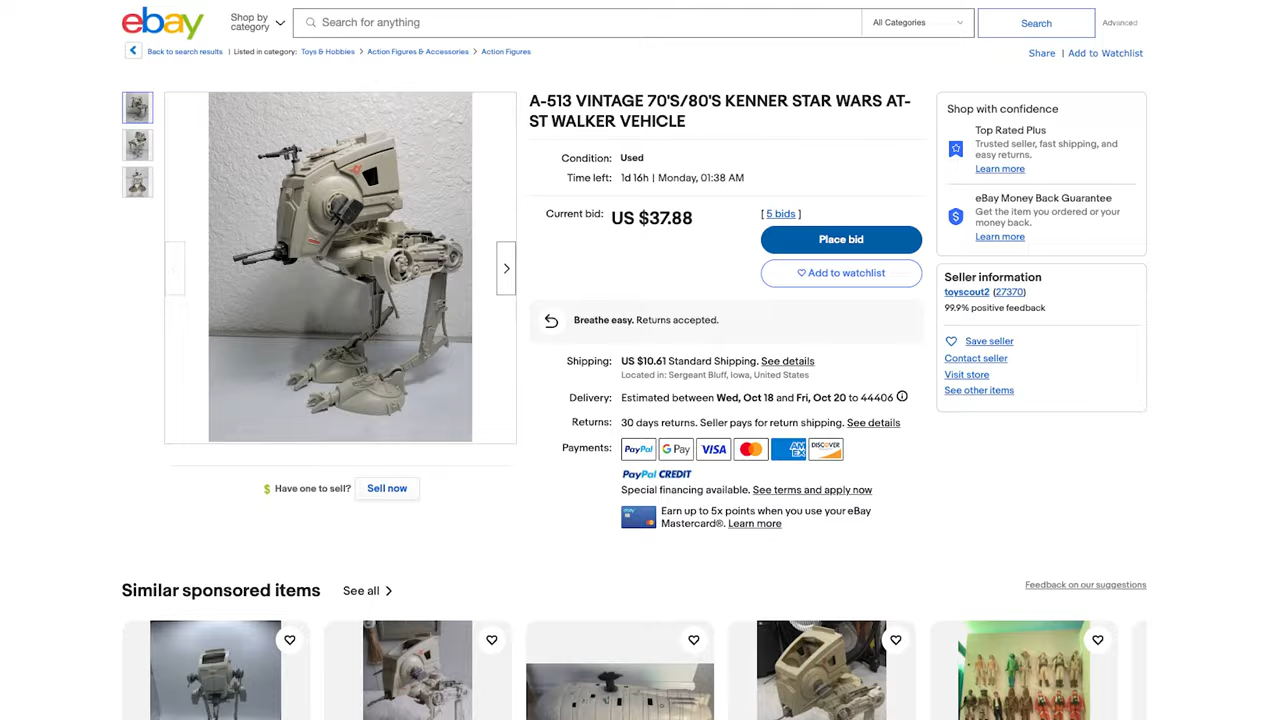 ebay
Shop by
category
Search for anything
All Categories
Search
Advanced
Back to search results | Listed in category: Toys & Hobbies > Action Figures & Accessories > Action Figures
Share | Add to Watchlist
A-513 VINTAGE 70'S/80'S KENNER STAR WARS AT-
ST WALKER VEHICLE
Condition: Used
Time left: 1d 16h | Monday, 01:38 AM
Current bid: US $37.88
[ 5 bids ]
Place bid
Add to watchlist
Breathe easy. Returns accepted.
Shipping: US $10.61 Standard Shipping. See details
Located in: Sergeant Bluff, Iowa, United States
Delivery: Estimated between Wed, Oct 18 and Fri, Oct 20 to 44406
Returns: 30 days returns. Seller pays for return shipping. See details
Payments: PayPal G Pay VISA AM EX DISCOVER
PayPal CREDIT
Special financing available. See terms and apply now
Earn up to 5x points when you use your eBay
Mastercard®. Learn more
Shop with confidence
Top Rated Plus
Trusted seller, fast shipping, and
easy returns.
Learn more
eBay Money Back Guarantee
Get the item you ordered or your
money back.
Learn more
Seller information
toyscout2 (27370)
99.9% positive feedback
Save seller
Contact seller
Visit store
See other items
$ Have one to sell? Sell now
Similar sponsored items
See all >
Feedback on our suggestions